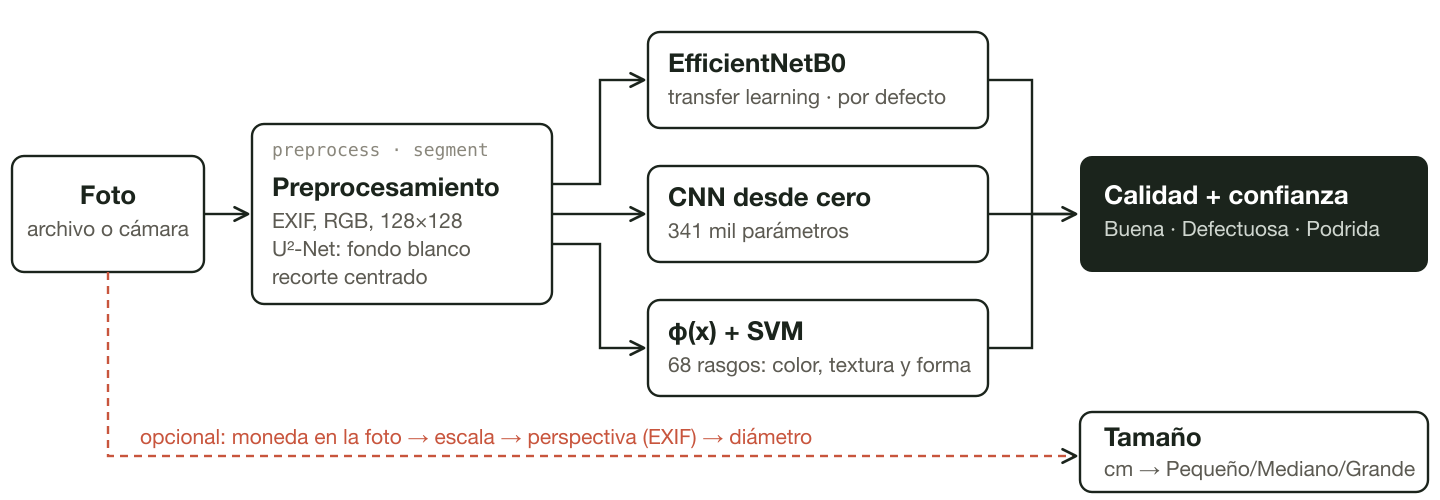 Foto
archivo o cámara
preprocess · segment
Preprocesamiento
EXIF, RGB, 128×128
U²-Net: fondo blanco
recorte centrado
EfficientNetB0
transfer learning · por defecto
CNN desde cero
341 mil parámetros
ϕ(x) + SVM
68 rasgos: color, textura y forma
Calidad + confianza
Buena · Defectuosa · Podrida
opcional: moneda en la foto → escala → perspectiva (EXIF) → diámetro
Tamaño
cm → Pequeño/Mediano/Grande